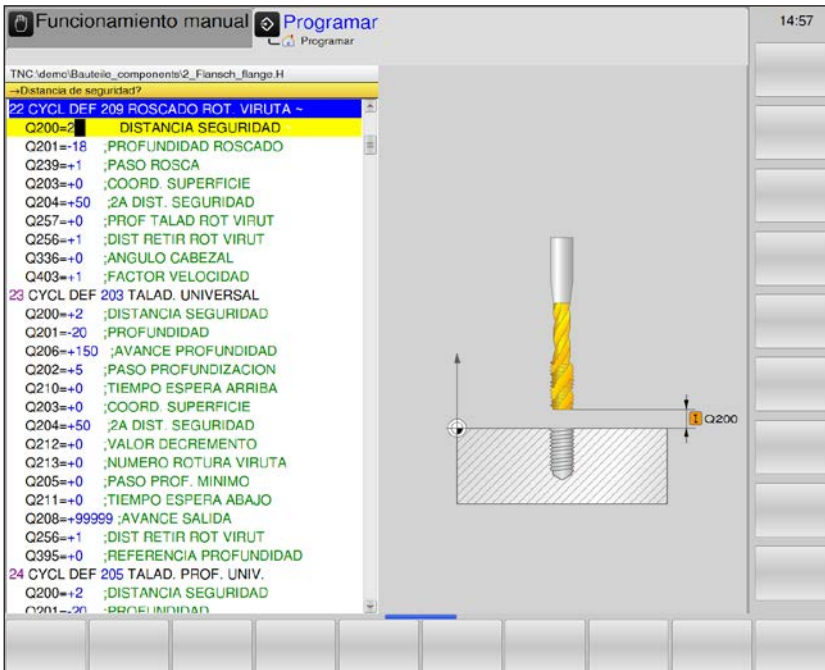 Funcionamiento manual
Programar
Programar
14:57
TNC:\demo\Bauteile_components\2_Flansch_flange.H
→Distancia de seguridad?
22 CYCL DEF 209 ROSCADO ROT. VIRUTA ~
Q200=2 DISTANCIA SEGURIDAD
Q201=-18 ;PROFUNDIDAD ROSCADO
Q239=+1 ;PASO ROSCA
Q203=+0 ;COORD. SUPERFICIE
Q204=+50 ;2A DIST. SEGURIDAD
Q257=+0 ;PROF TALAD ROT VIRUT
Q256=+1 ;DIST RETIR ROT VIRUT
Q336=+0 ;ANGULO CABEZAL
Q403=+1 ;FACTOR VELOCIDAD
23 CYCL DEF 203 TALAD. UNIVERSAL
Q200=+2 ;DISTANCIA SEGURIDAD
Q201=-20 ;PROFUNDIDAD
Q206=+150 ;AVANCE PROFUNDIDAD
Q202=+5 ;PASO PROFUNDIZACION
Q210=+0 ;TIEMPO ESPERA ARRIBA
Q203=+0 ;COORD. SUPERFICIE
Q204=+50 ;2A DIST. SEGURIDAD
Q212=+0 ;VALOR DECREMENTO
Q213=+0 ;NUMERO ROTURA VIRUTA
Q205=+0 ;PASO PROF. MINIMO
Q211=+0 ;TIEMPO ESPERA ABAJO
Q208=+99999 ;AVANCE SALIDA
Q256=+1 ;DIST RETIR ROT VIRUT
Q395=+0 ;REFERENCIA PROFUNDIDAD
24 CYCL DEF 205 TALAD. PROF. UNIV.
Q200=+2 ;DISTANCIA SEGURIDAD
Q201=-20 ;PROFUNDIDAD
Q200